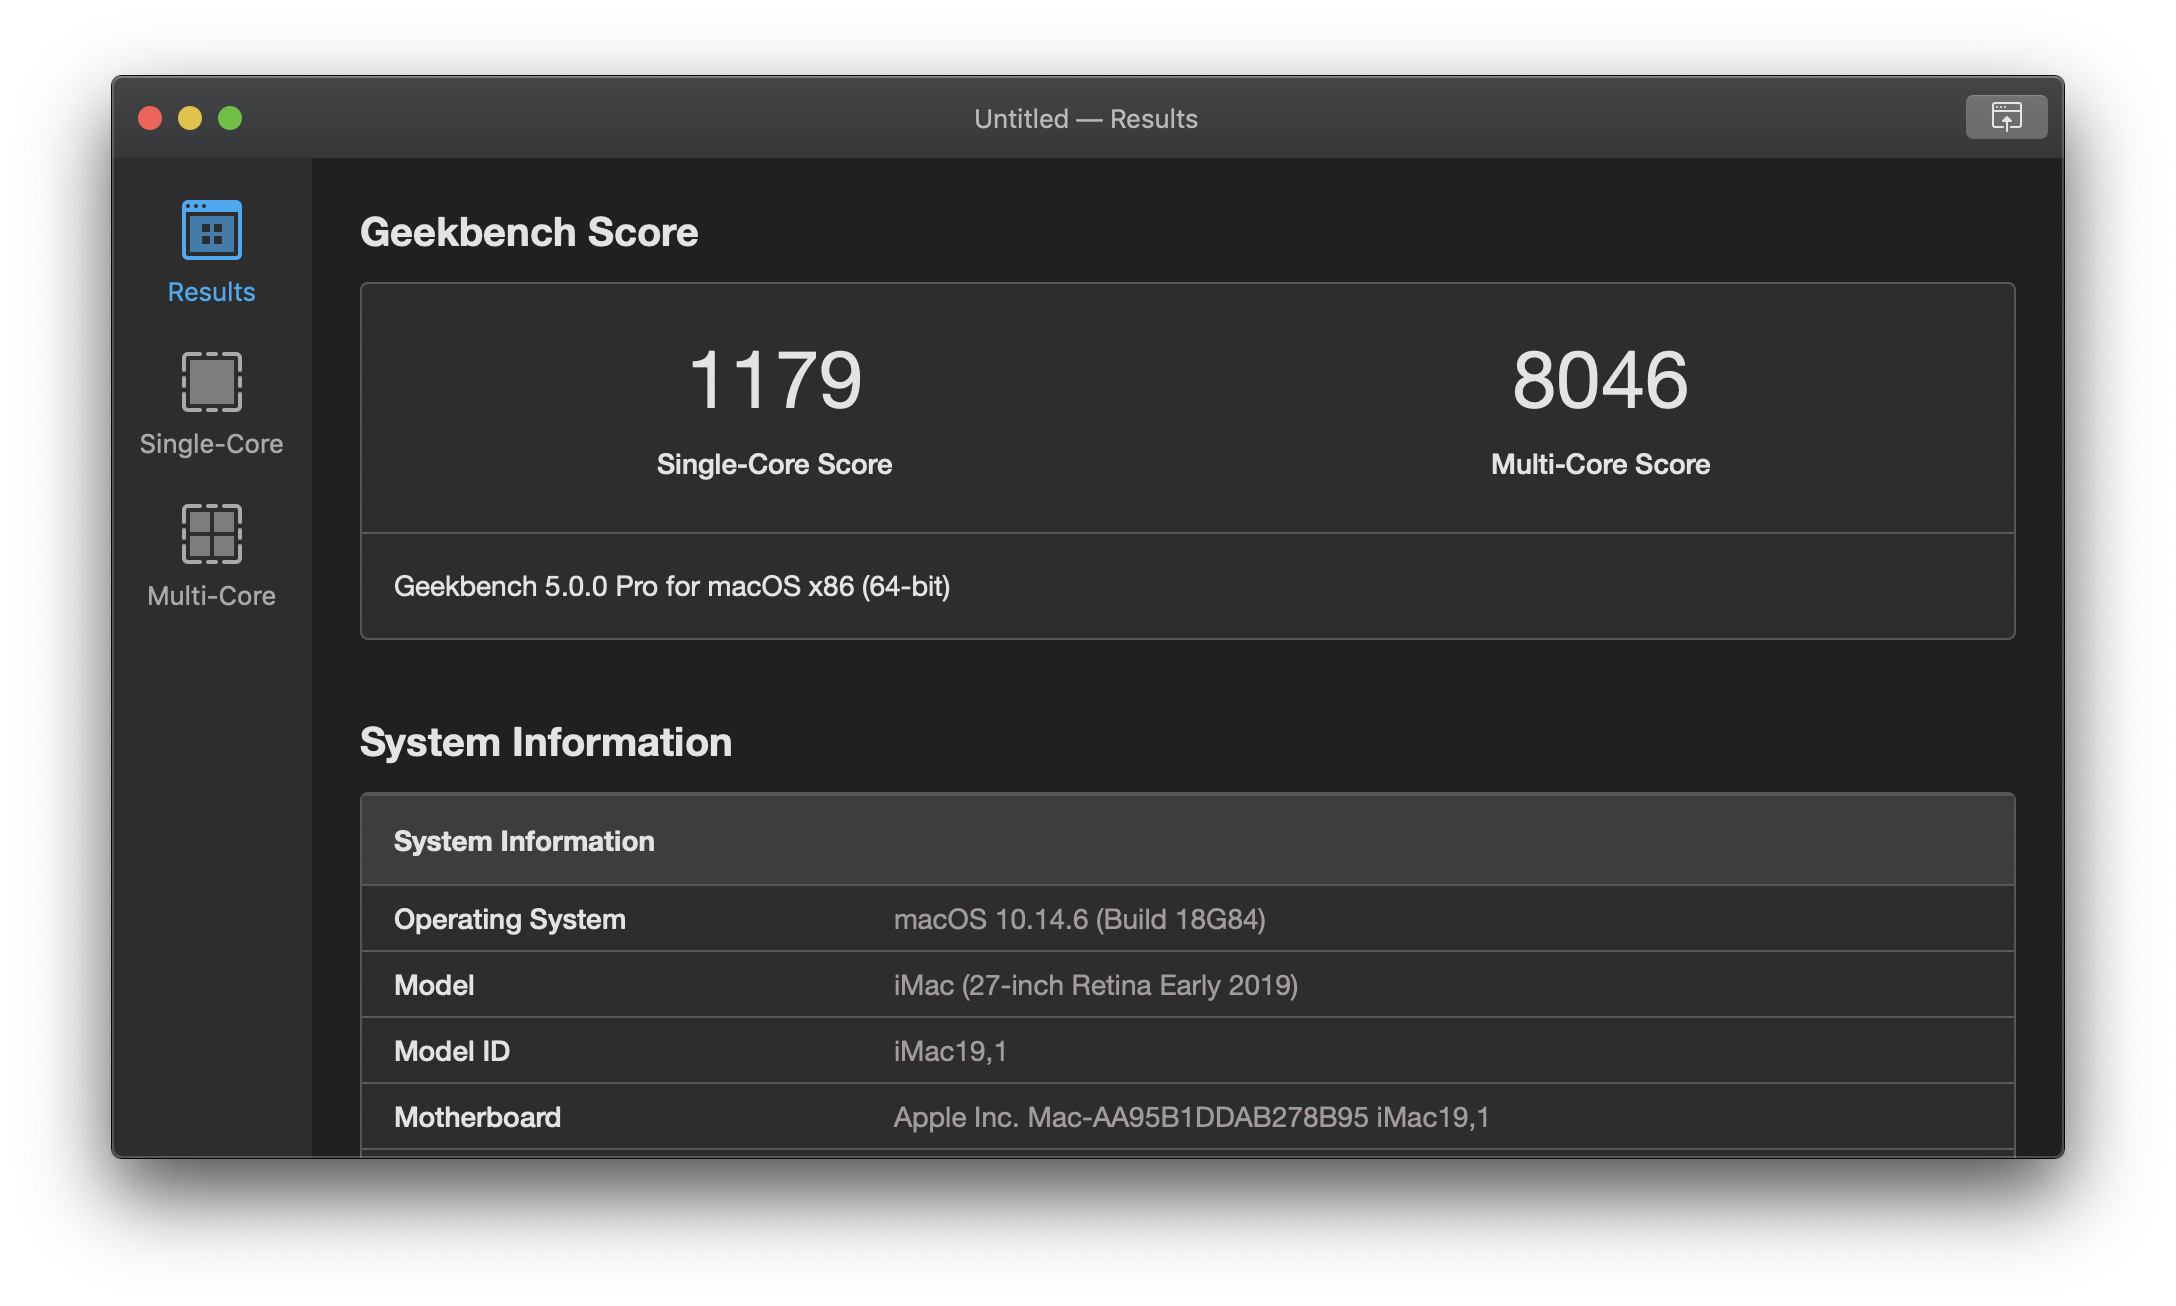 Untitled — Results
Results
Single-Core
Multi-Core
Geekbench Score
1179
Single-Core Score
8046
Multi-Core Score
Geekbench 5.0.0 Pro for macOS x86 (64-bit)
System Information
System Information
Operating System macOS 10.14.6 (Build 18G84)
Model iMac (27-inch Retina Early 2019)
Model ID iMac19,1
Motherboard Apple Inc. Mac-AA95B1DDAB278B95 iMac19,1